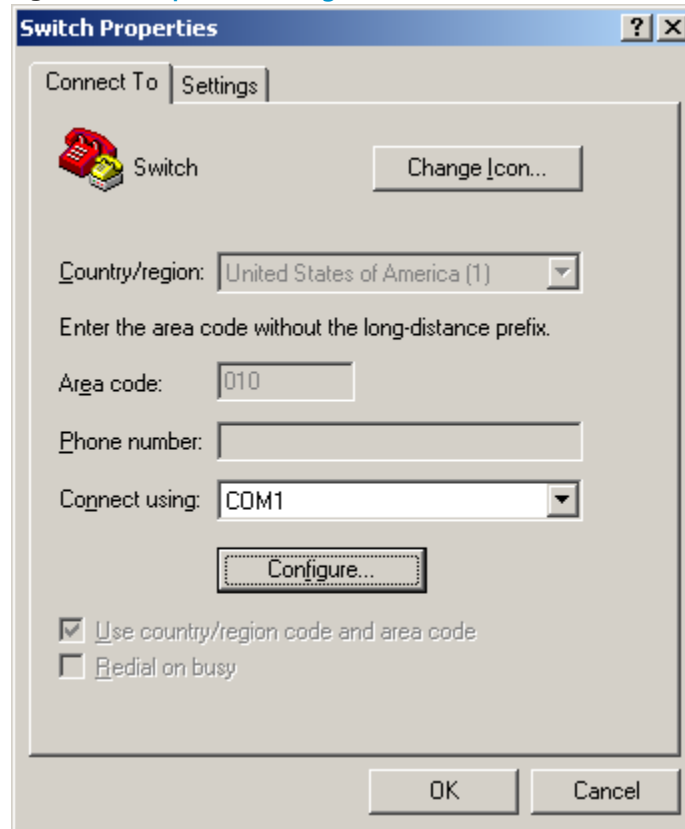 Switch Properties
Connect To
Settings
Switch
Change Icon...
Country/region: United States of America (1)
Enter the area code without the long-distance prefix.
Area code: 010
Phone number:
Connect using: COM1
Configure...
Use country/region code and area code
Redial on busy
OK
Cancel